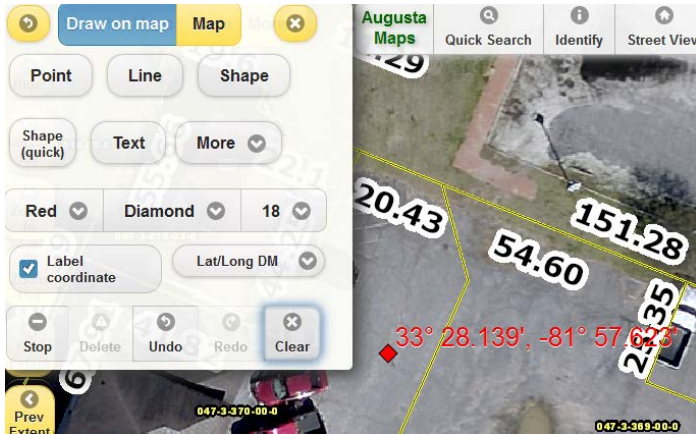 Draw on map
Map
Augusta
Maps
Quick Search
Identify
Street View
Point
Line
Shape
Shape
(quick)
Text
More
Red
Diamond
18
Label
coordinate
Lat/Long DM
Stop
Delete
Undo
Redo
Clear
Prev
Extent
.29
20.43
54.60
151.28
33° 28.139', -81° 57.623'
047-3-370-00-0
047-3-369-00-0